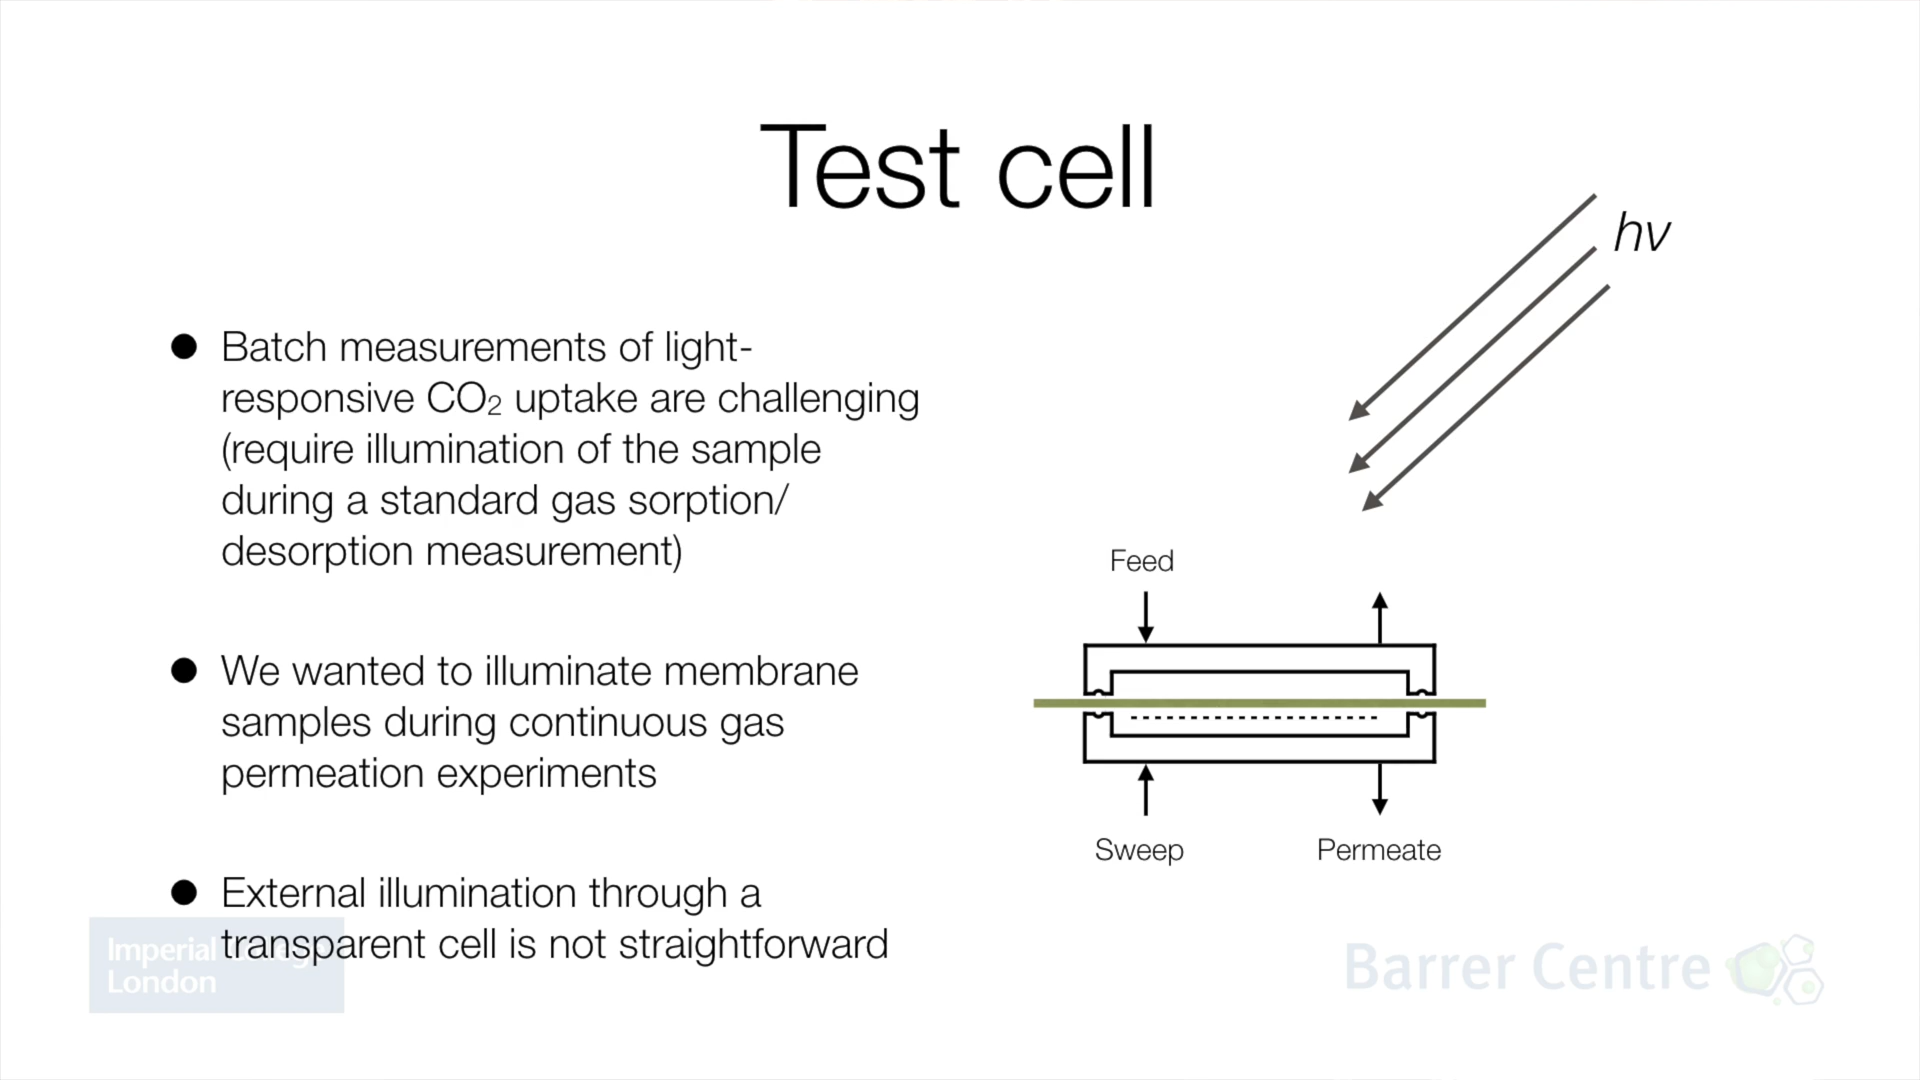 Test cell
hv
● Batch measurements of light-
responsive CO₂ uptake are challenging
(require illumination of the sample
during a standard gas sorption/
desorption measurement)
● We wanted to illuminate membrane
samples during continuous gas
permeation experiments
● External illumination through a
transparent cell is not straightforward
Feed
Sweep
Permeate
Imperial
London
Barrer Centre